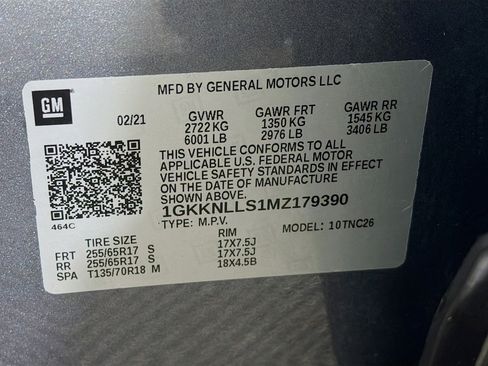 GM
MFD BY GENERAL MOTORS LLC
02/21 GVWR GAWR FRT GAWR RR
2722 KG 1350 KG 1545 KG
6001 LB 2976 LB 3406 LB
THIS VEHICLE CONFORMS TO ALL
APPLICABLE U.S. FEDERAL MOTOR
VEHICLE SAFETY STANDARDS IN EFFECT
ON THE DATE OF MANUFACTURE
SHOWN ABOVE.
1GKKNLLS1MZ179390
464C TYPE: M.P.V. MODEL: 10TNC26
TIRE SIZE RIM
FRT 255/65R17 S 17X7.5J
RR 255/65R17 S 17X7.5J
SPA T135/70R18 M 18X4.5B